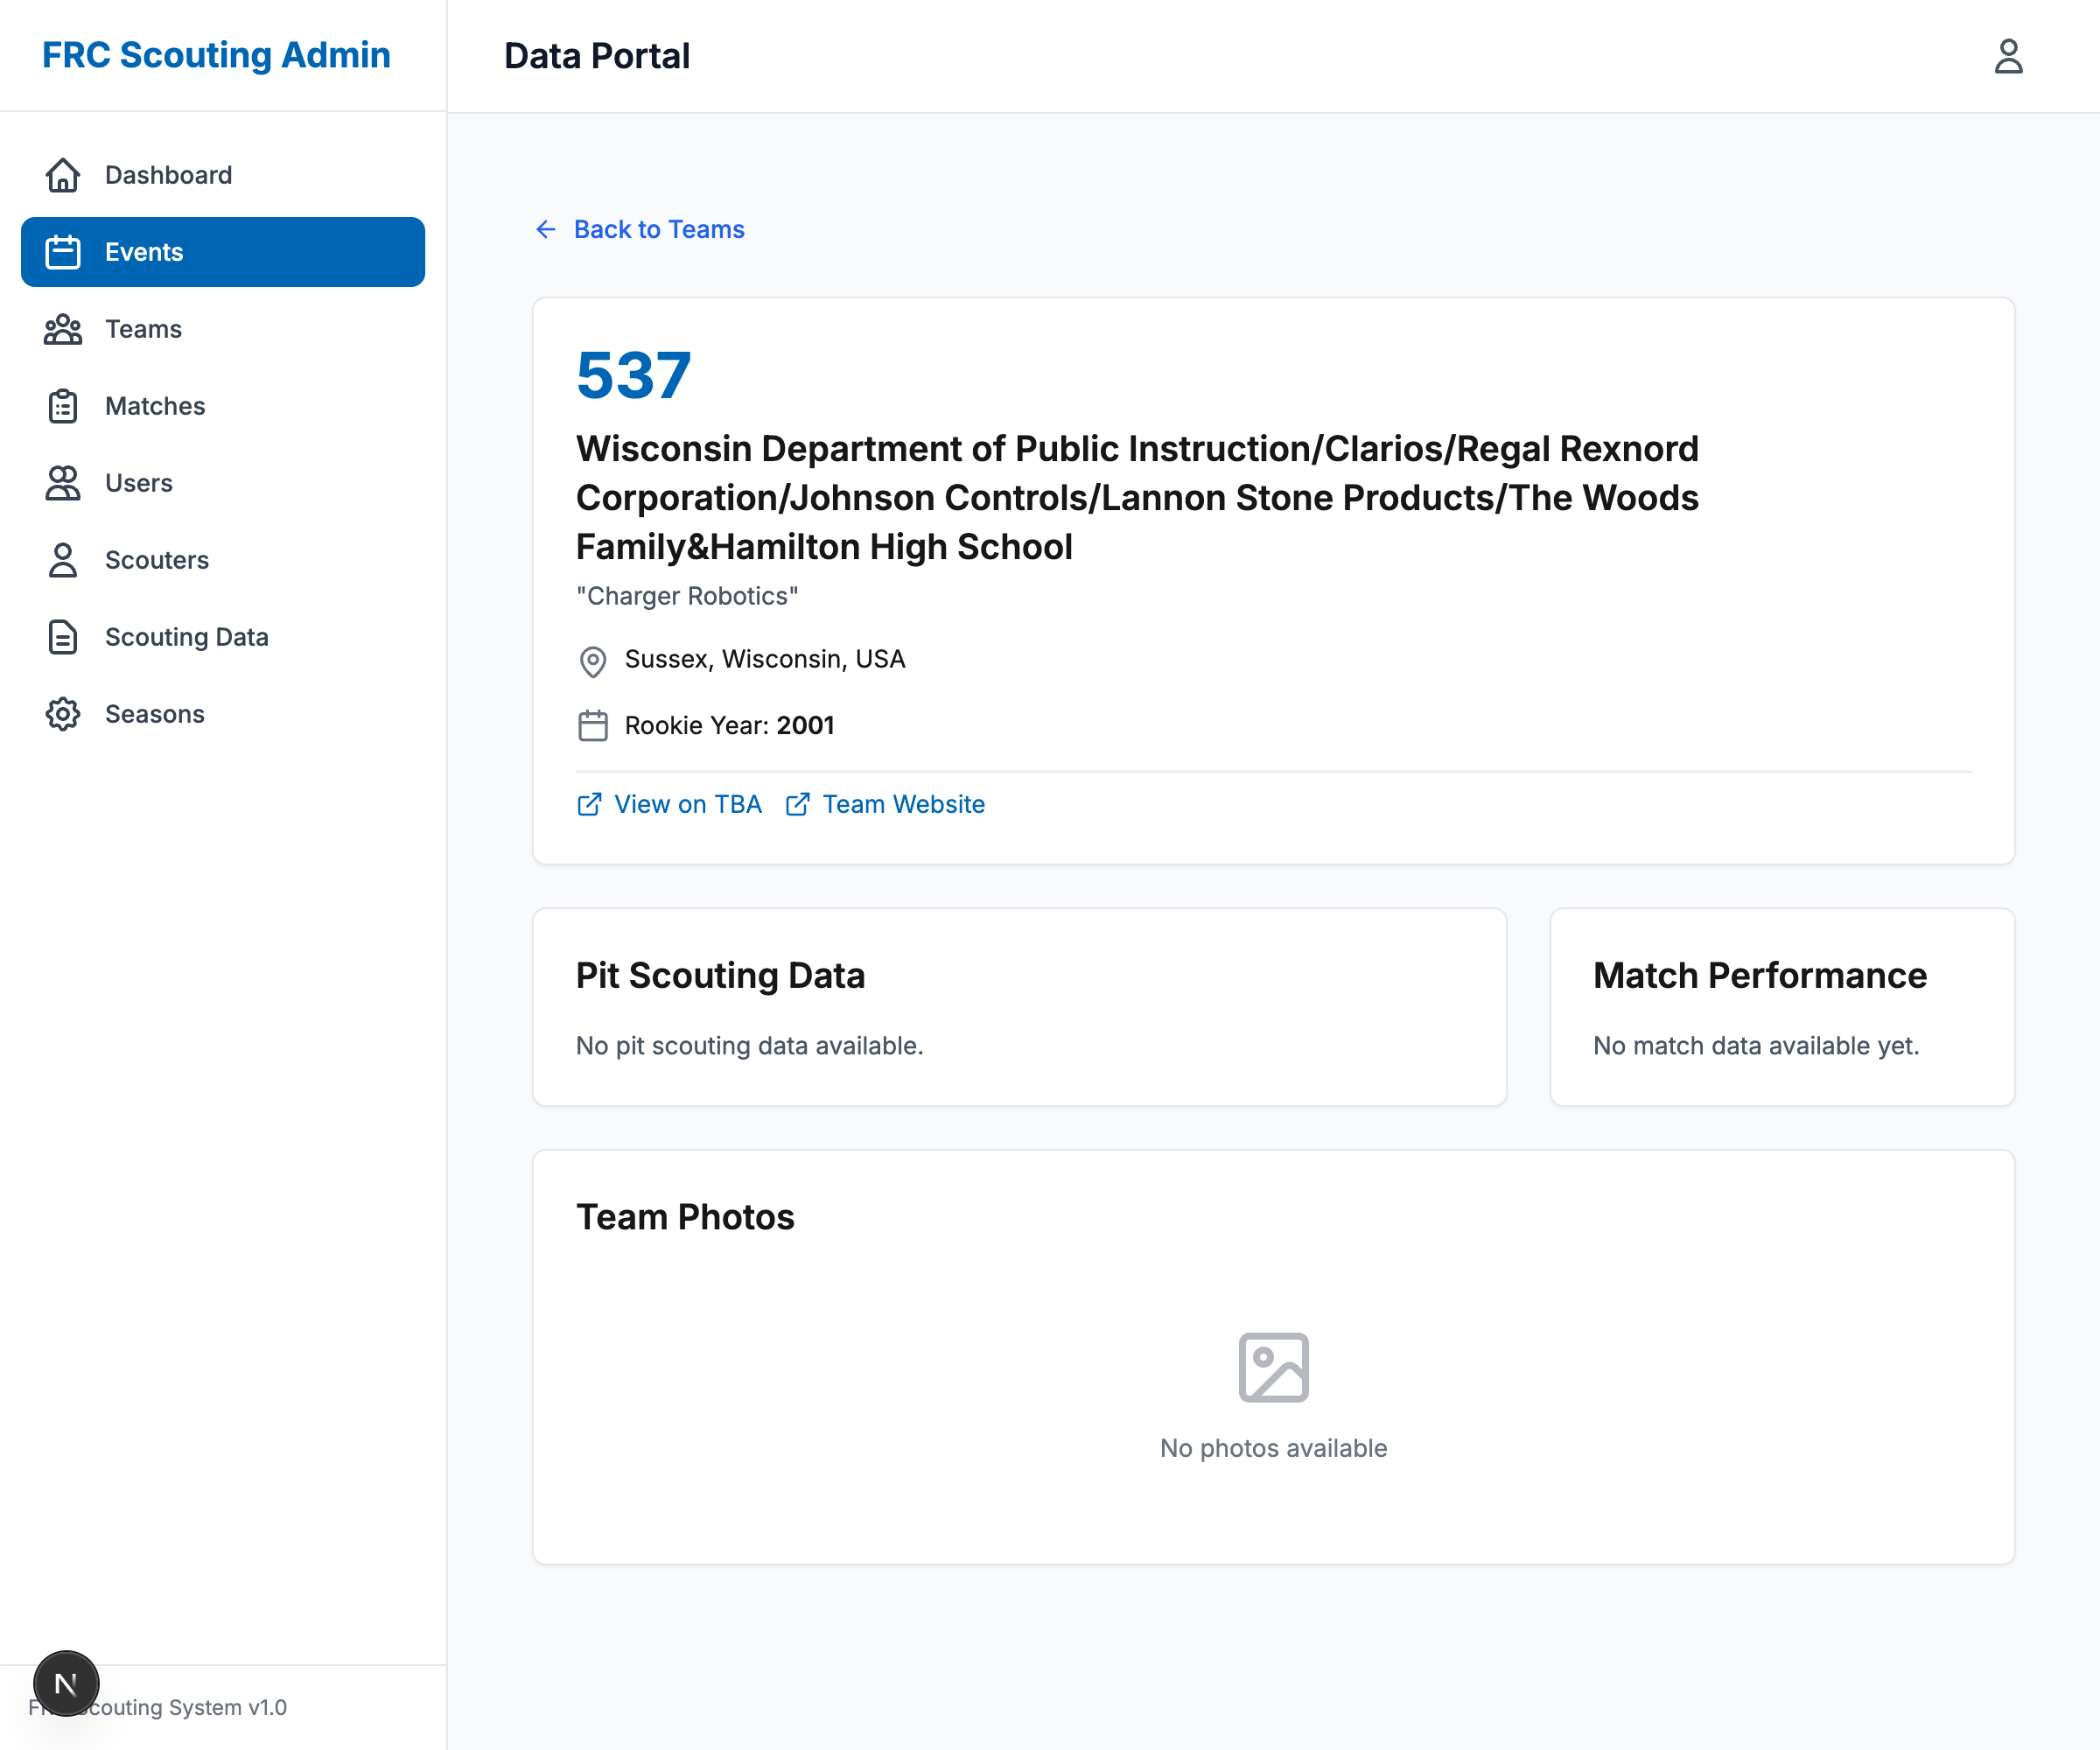 FRC Scouting Admin
Data Portal
Dashboard
Events
Teams
Matches
Users
Scouters
Scouting Data
Seasons
Back to Teams
537
Wisconsin Department of Public Instruction/Clarios/Regal Rexnord
Corporation/Johnson Controls/Lannon Stone Products/The Woods
Family&Hamilton High School
"Charger Robotics"
Sussex, Wisconsin, USA
Rookie Year: 2001
View on TBA Team Website
Pit Scouting Data
No pit scouting data available.
Match Performance
No match data available yet.
Team Photos
No photos available
N
System v1.0